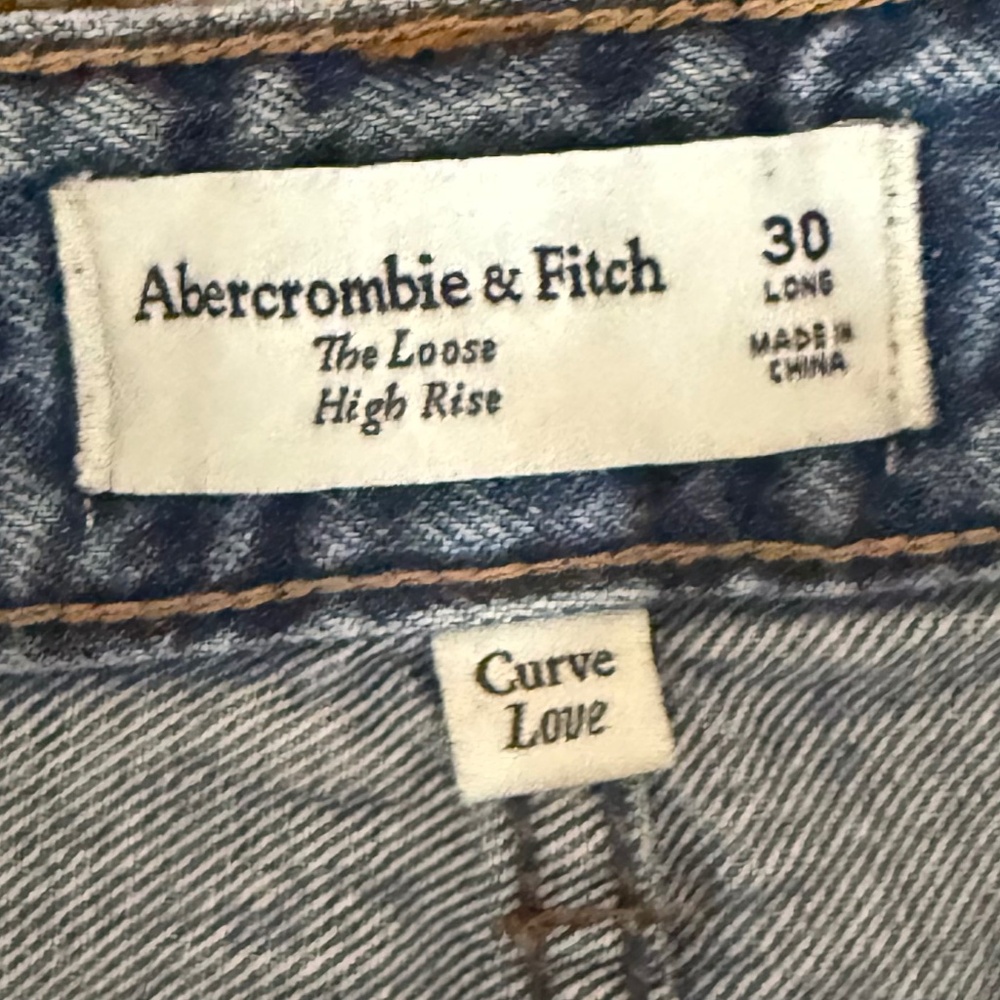 Abercrombie & Fitch
The Loose
High Rise
30
LONG
MADE IN
CHINA
Curve
Love